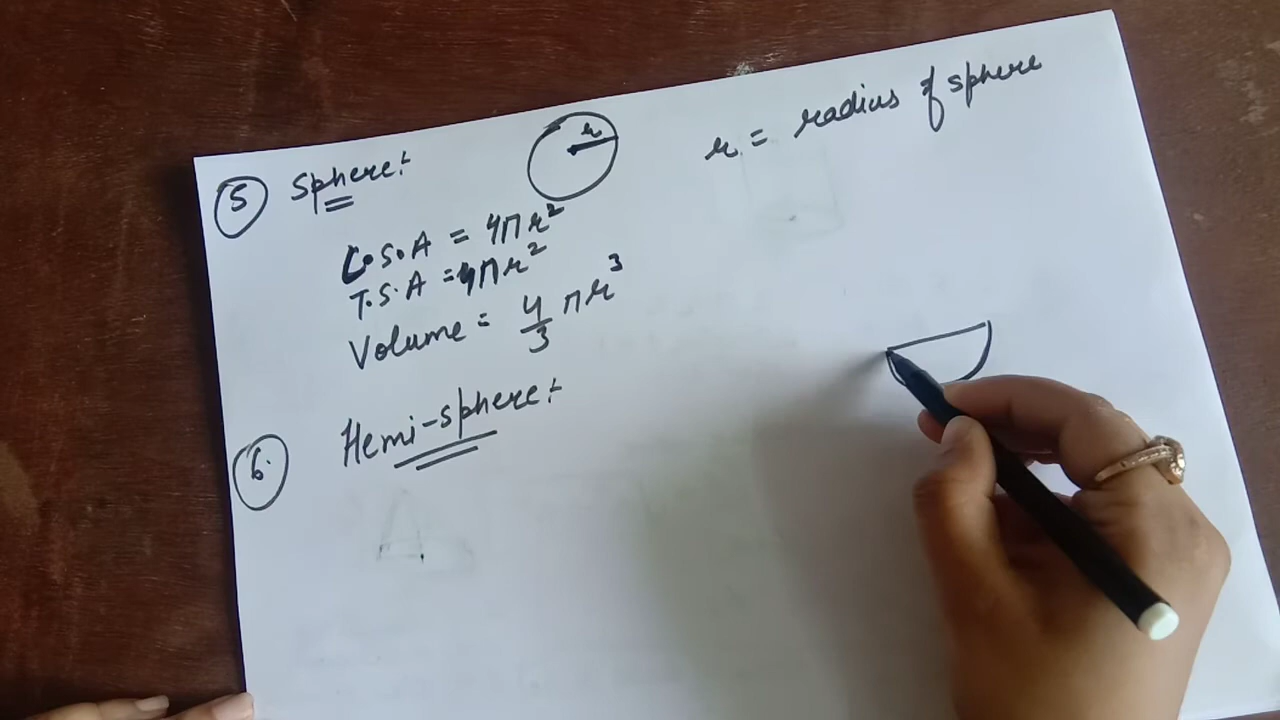 5 Sphere:-
r
r = radius of sphere
C.S.A = 4πr²
T.S.A = 4πr²
Volume = 4/3 πr³
6. Hemi-sphere:-